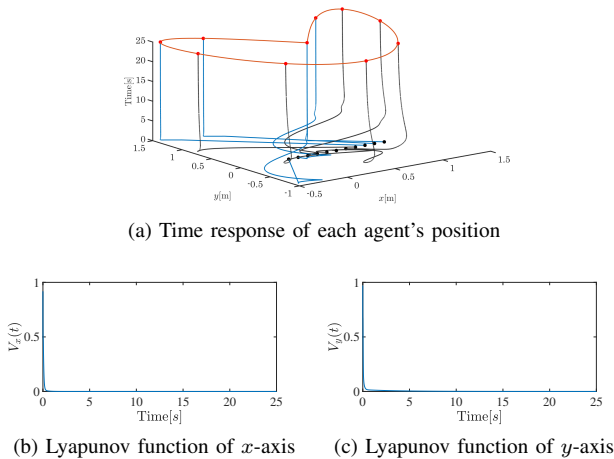 25
20
15
10
5
0
Time[s]
1.5
1
0.5
0
-0.5
-1
y[m]
-0.5
0
0.5
1
1.5
x[m]
(a) Time response of each agent's position
1
0.5
0
V_x(t)
0 5 10 15 20 25
Time[s]
(b) Lyapunov function of x-axis
1
0.5
0
V_y(t)
0 5 10 15 20 25
Time[s]
(c) Lyapunov function of y-axis